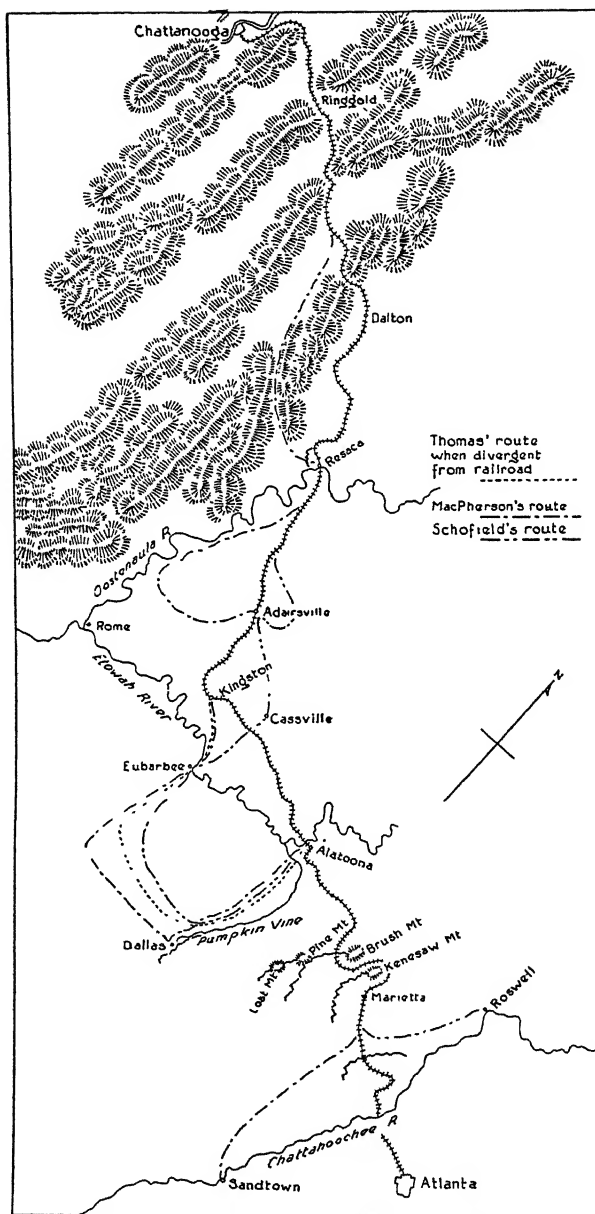 Chattanooga
Ringgold
Dalton
Resaca
Thomas' route
when divergent
from railroad
MacPherson's route
Schofield's route
Oostenaula R
Adairsville
Rome
Etowah River
Kingston
Cassville
N
Eubarbee
Alatoona
Pumpkin Vine
Dallas
Lost Mt
Pine Mt
Brush Mt
Kenesaw Mt
Marietta
Roswell
Chattahoochee R
Sandtown
Atlanta